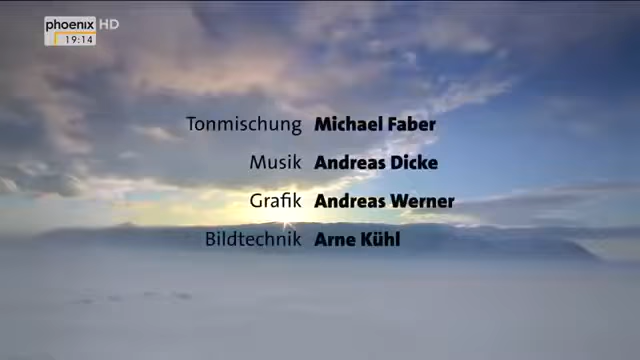 phoenix HD
19:14
Tonmischung Michael Faber
Musik Andreas Dicke
Grafik Andreas Werner
Bildtechnik Arne Kühl